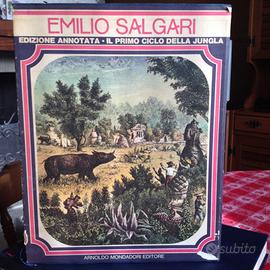 EMILIO SALGARI
EDIZIONE ANNOTATA • IL PRIMO CICLO DELLA JUNGLA
ARNOLDO MONDADORI EDITORE
subito